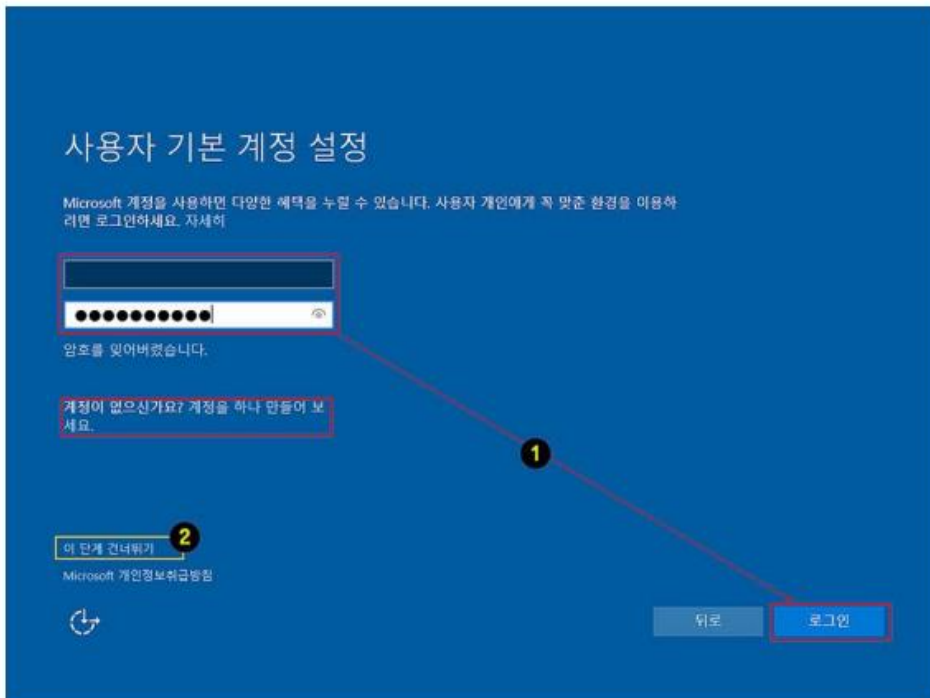 사용자 기본 계정 설정
Microsoft 계정을 사용하면 다양한 혜택을 누릴 수 있습니다. 사용자 개인에게 꼭 맞춘 환경을 이용하
려면 로그인하세요. 자세히
●●●●●●●●●●
암호를 잊어버렸습니다.
계정이 없으신가요? 계정을 하나 만들어 보
세요.
1
이 단계 건너뛰기
2
Microsoft 개인정보취급방침
뒤로
로그인